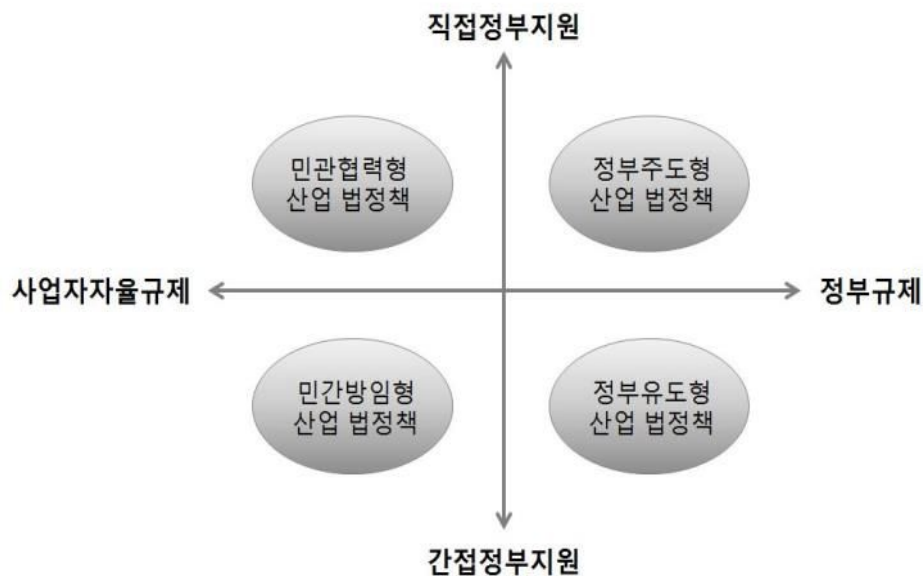 직접정부지원
민관협력형
산업 법정책
정부주도형
산업 법정책
사업자자율규제
정부규제
민간방임형
산업 법정책
정부유도형
산업 법정책
간접정부지원